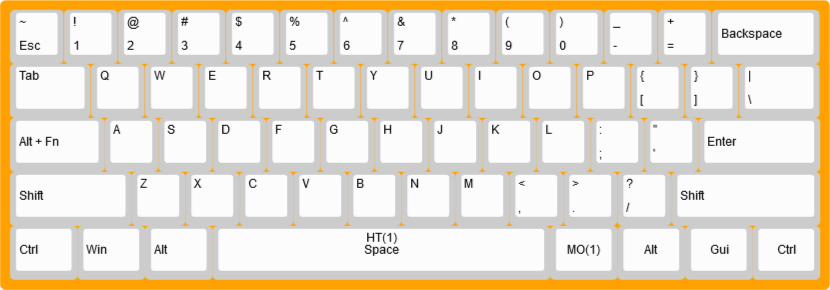 ~ ! @ # $ % ^ & * ( ) _ +
Esc 1 2 3 4 5 6 7 8 9 0 - = Backspace
Tab Q W E R T Y U I O P { } |
[ ] \
Alt + Fn A S D F G H J K L : " Enter
; '
Shift Z X C V B N M < > ? Shift
, . /
Ctrl Win Alt HT(1) MO(1) Alt Gui Ctrl
Space